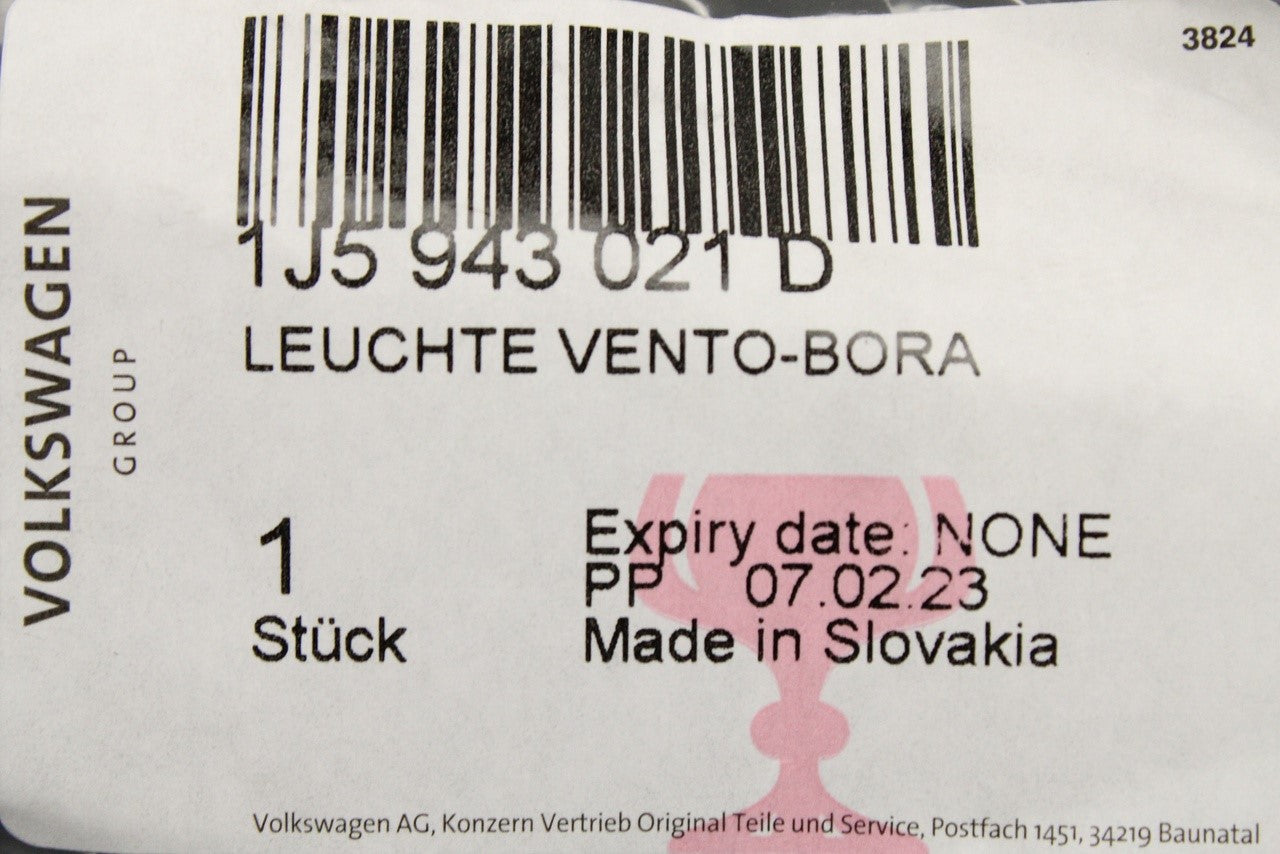 3824
VOLKSWAGEN
GROUP
1J5 943 021 D
LEUCHTE VENTO-BORA
1
Stück
Expiry date: NONE
PP 07.02.23
Made in Slovakia
Volkswagen AG, Konzern Vertrieb Original Teile und Service, Postfach 1451, 34219 Baunatal